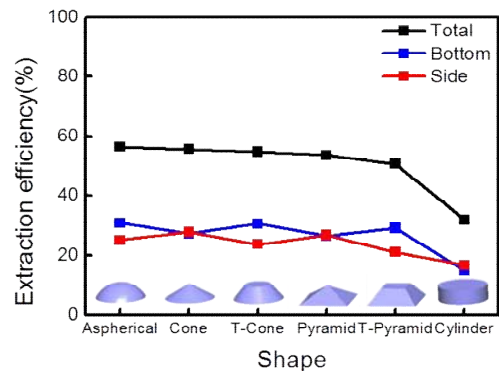 100
80
60
40
20
0
Extraction efficiency(%)
Total
Bottom
Side
Aspherical Cone T-Cone Pyramid T-Pyramid Cylinder
Shape